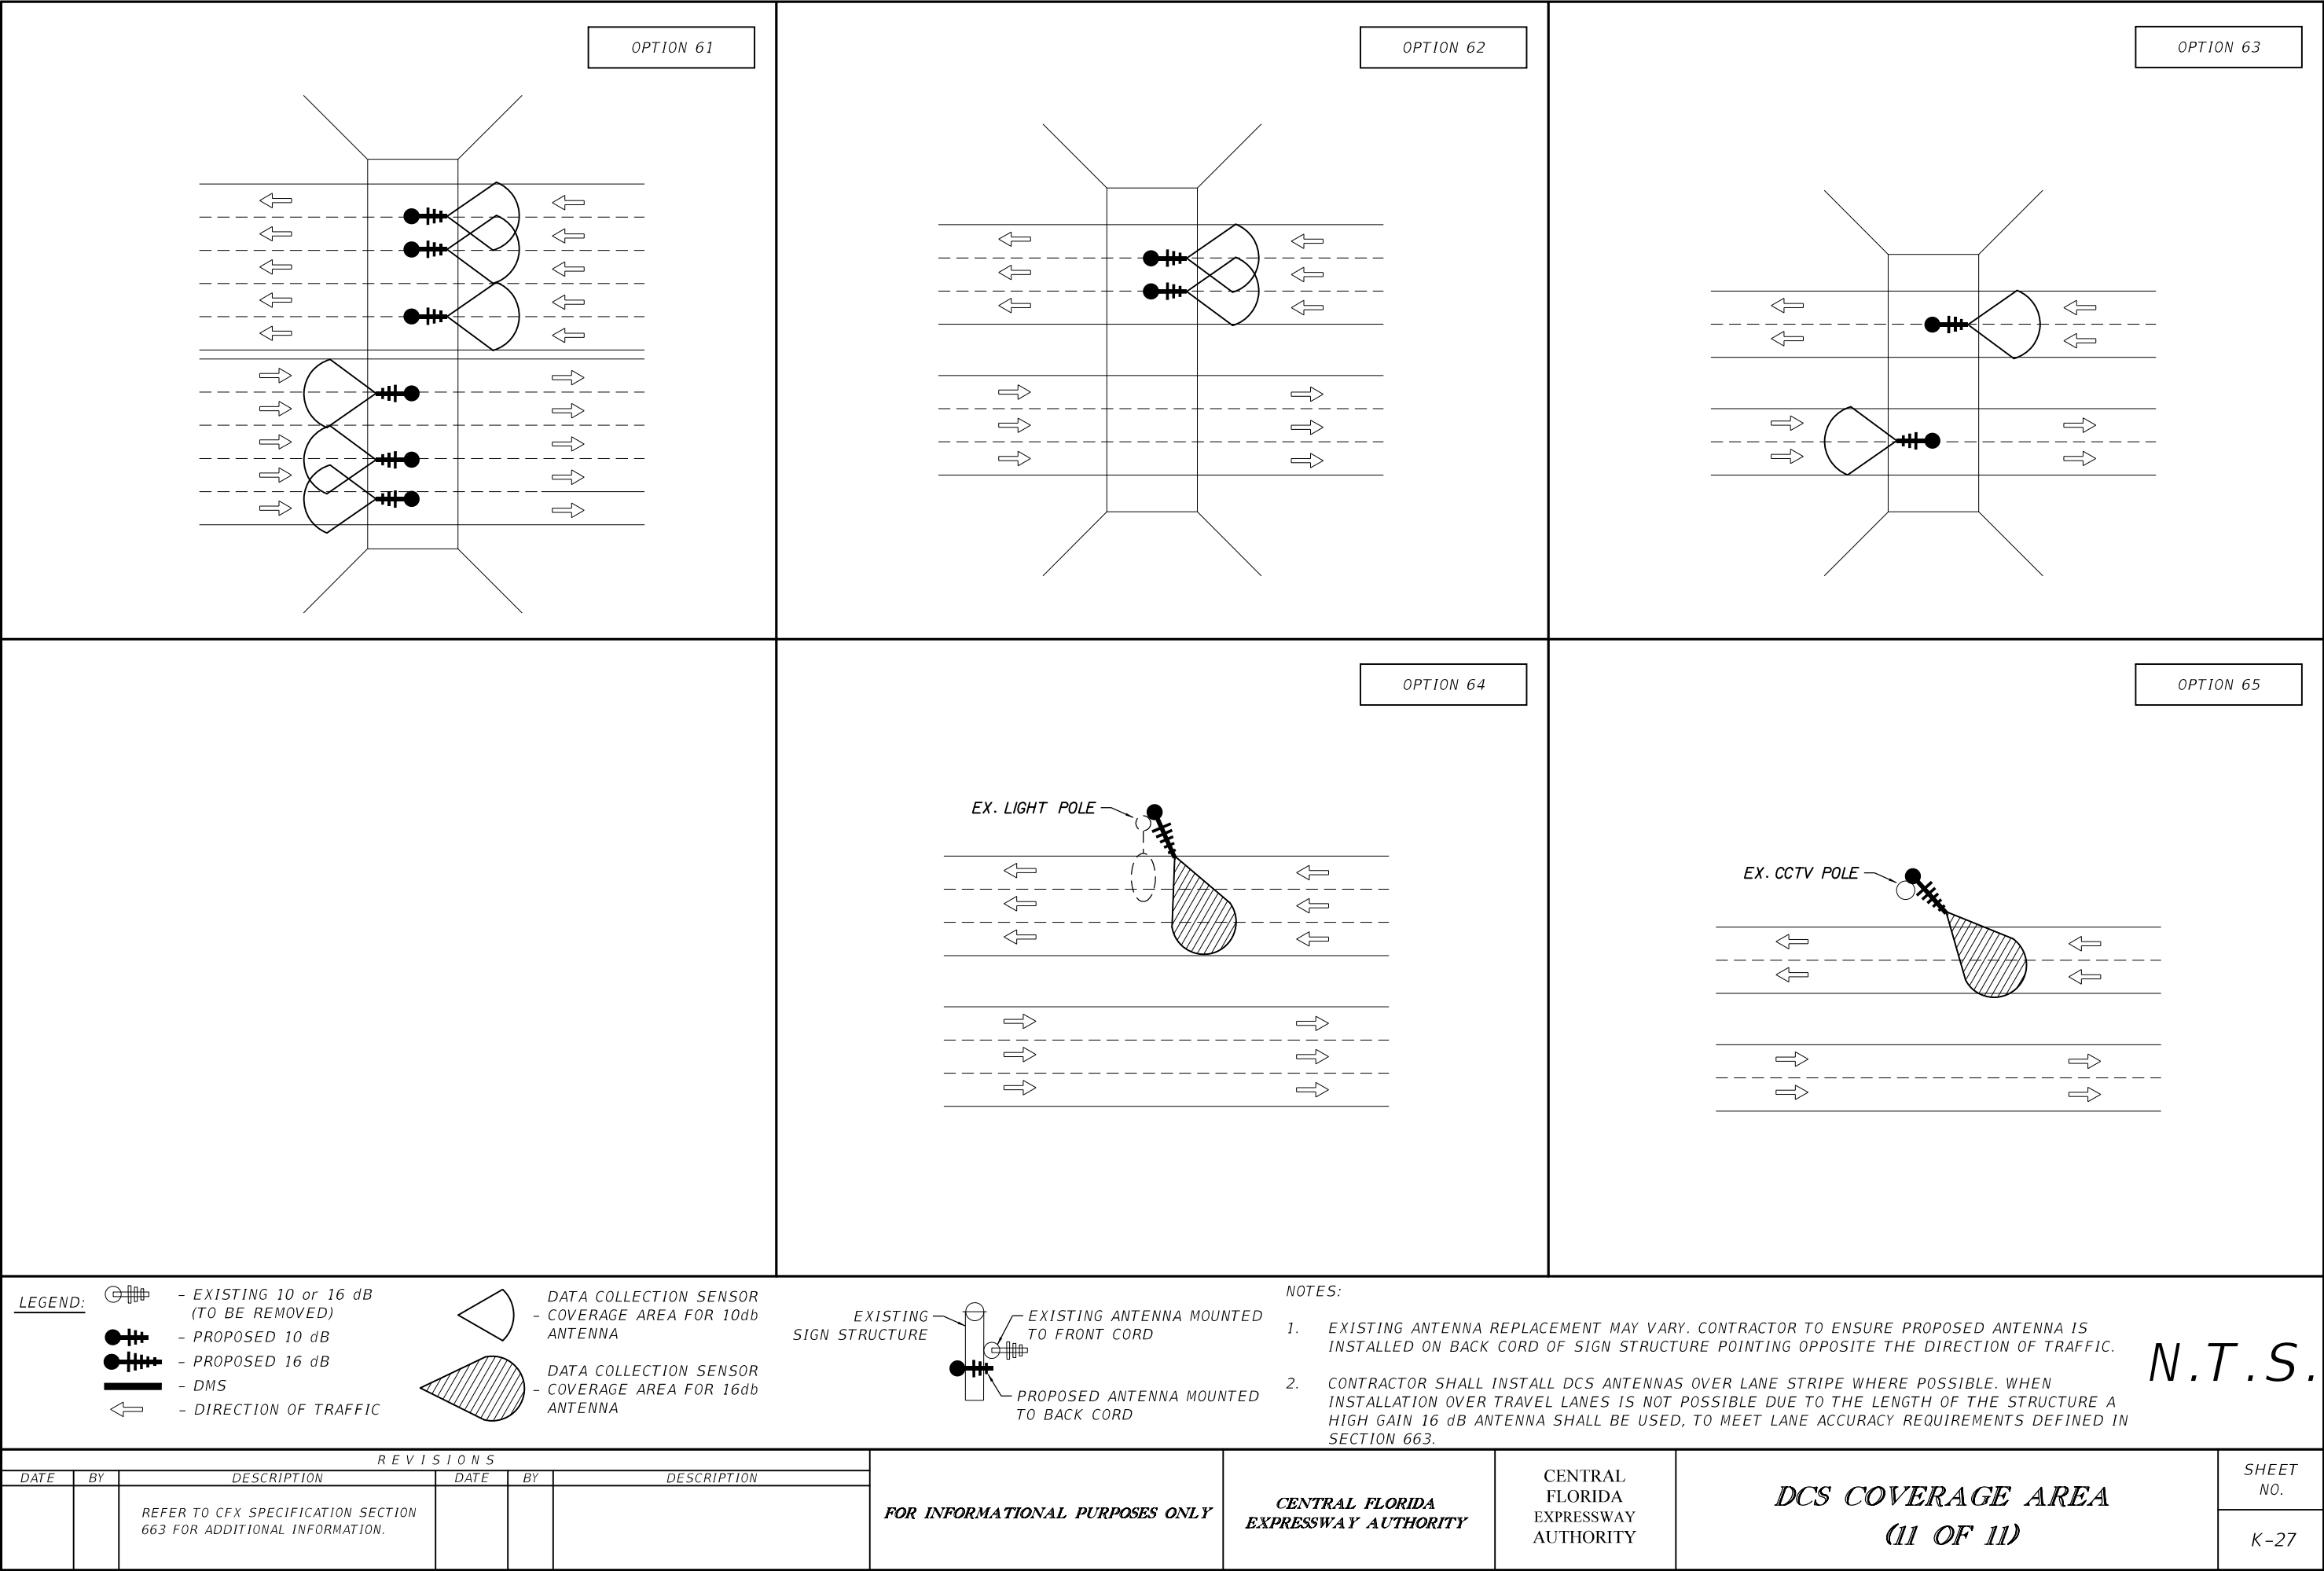 OPTION 61
OPTION 62
OPTION 63
OPTION 64
EX. LIGHT POLE
OPTION 65
EX. CCTV POLE
LEGEND:
- EXISTING 10 or 16 dB
(TO BE REMOVED)
- PROPOSED 10 dB
- PROPOSED 16 dB
- DMS
- DIRECTION OF TRAFFIC
DATA COLLECTION SENSOR
- COVERAGE AREA FOR 10db
ANTENNA
DATA COLLECTION SENSOR
- COVERAGE AREA FOR 16db
ANTENNA
EXISTING
SIGN STRUCTURE
EXISTING ANTENNA MOUNTED
TO FRONT CORD
PROPOSED ANTENNA MOUNTED
TO BACK CORD
NOTES:
1. EXISTING ANTENNA REPLACEMENT MAY VARY. CONTRACTOR TO ENSURE PROPOSED ANTENNA IS
INSTALLED ON BACK CORD OF SIGN STRUCTURE POINTING OPPOSITE THE DIRECTION OF TRAFFIC.
2. CONTRACTOR SHALL INSTALL DCS ANTENNAS OVER LANE STRIPE WHERE POSSIBLE. WHEN
INSTALLATION OVER TRAVEL LANES IS NOT POSSIBLE DUE TO THE LENGTH OF THE STRUCTURE A
HIGH GAIN 16 dB ANTENNA SHALL BE USED, TO MEET LANE ACCURACY REQUIREMENTS DEFINED IN
SECTION 663.
N.T.S.
REVISIONS
DATE BY DESCRIPTION DATE BY DESCRIPTION
REFER TO CFX SPECIFICATION SECTION
663 FOR ADDITIONAL INFORMATION.
FOR INFORMATIONAL PURPOSES ONLY
CENTRAL FLORIDA
EXPRESSWAY AUTHORITY
CENTRAL
FLORIDA
EXPRESSWAY
AUTHORITY
DCS COVERAGE AREA
(11 OF 11)
SHEET
NO.
K-27